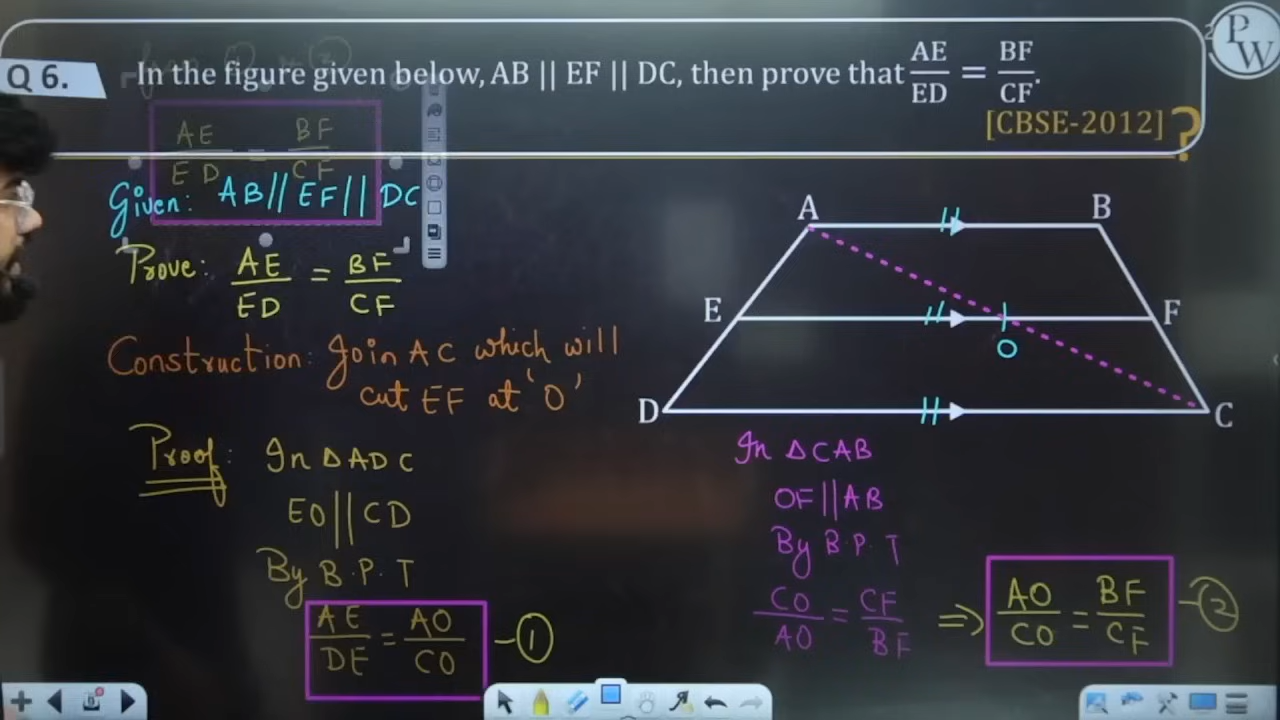 Q 6. In the figure given below, AB || EF || DC, then prove that AE/ED = BF/CF.
[CBSE-2012]
PW
AE/ED = BF/CF
Given: AB || EF || DC
Prove: AE/ED = BF/CF
Construction: Join AC which will
cut EF at 'O'
Proof: In △ADC
EO || CD
By B.P.T
AE/DE = AO/CO -①
A B
E F
O
D C
In △CAB
OF || AB
By B.P.T
CO/AO = CF/BF ⇒ AO/CO = BF/CF -②